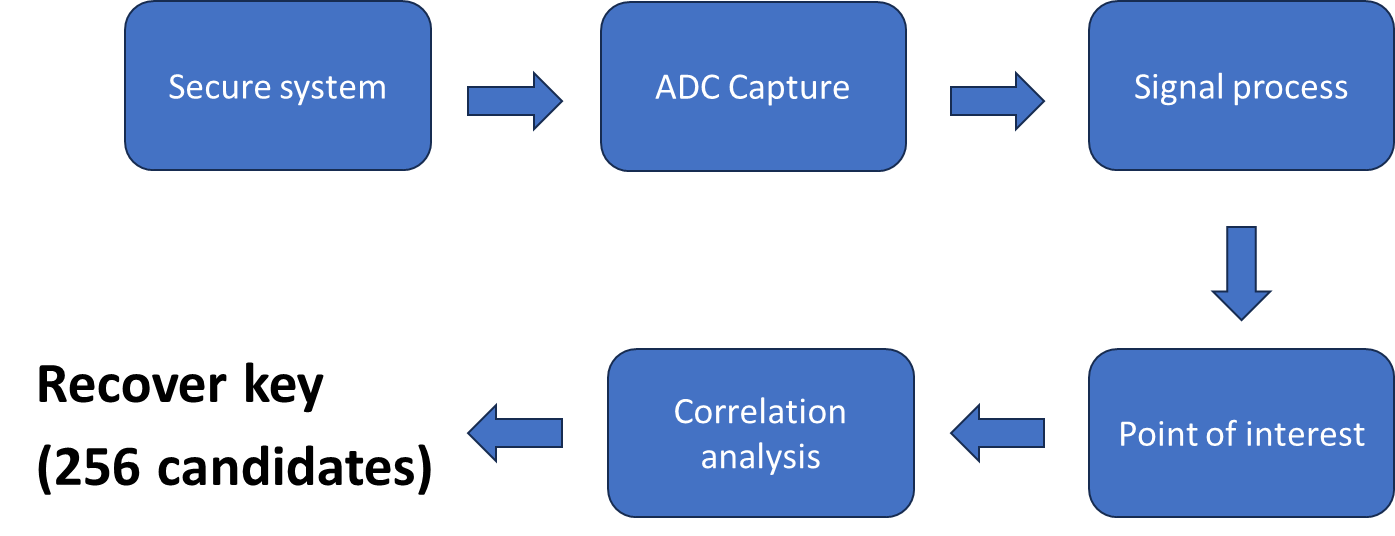 Secure system
ADC Capture
Signal process
Point of interest
Correlation
analysis
Recover key
(256 candidates)